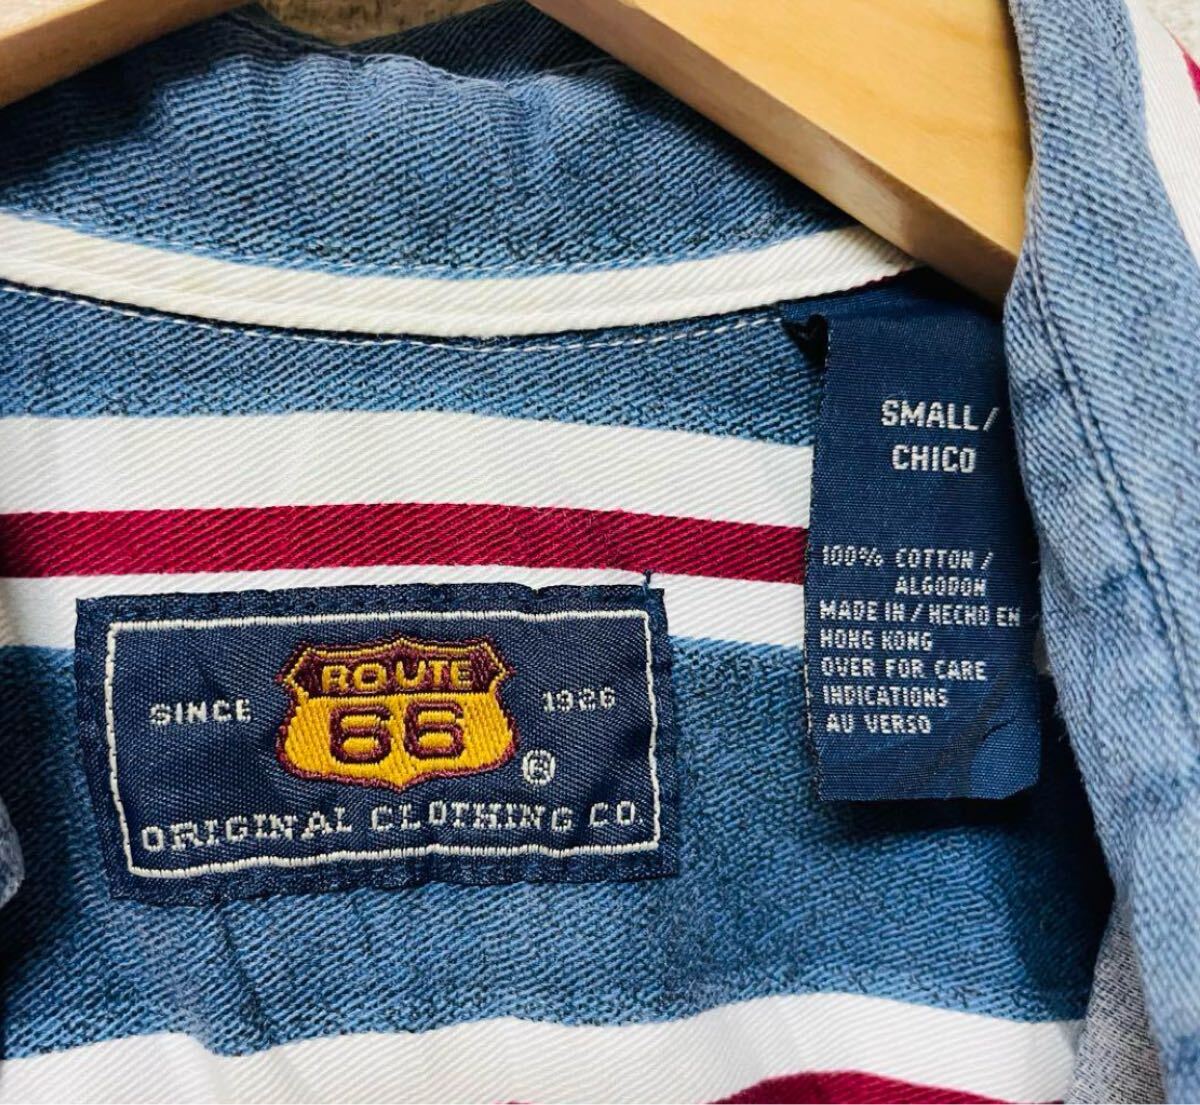 ROUTE
66
SINCE 1926
®
ORIGINAL CLOTHING CO
SMALL/
CHICO
100% COTTON/
ALGODON
MADE IN/HECHO EN
HONG KONG
OVER FOR CARE
INDICATIONS
AU VERSO